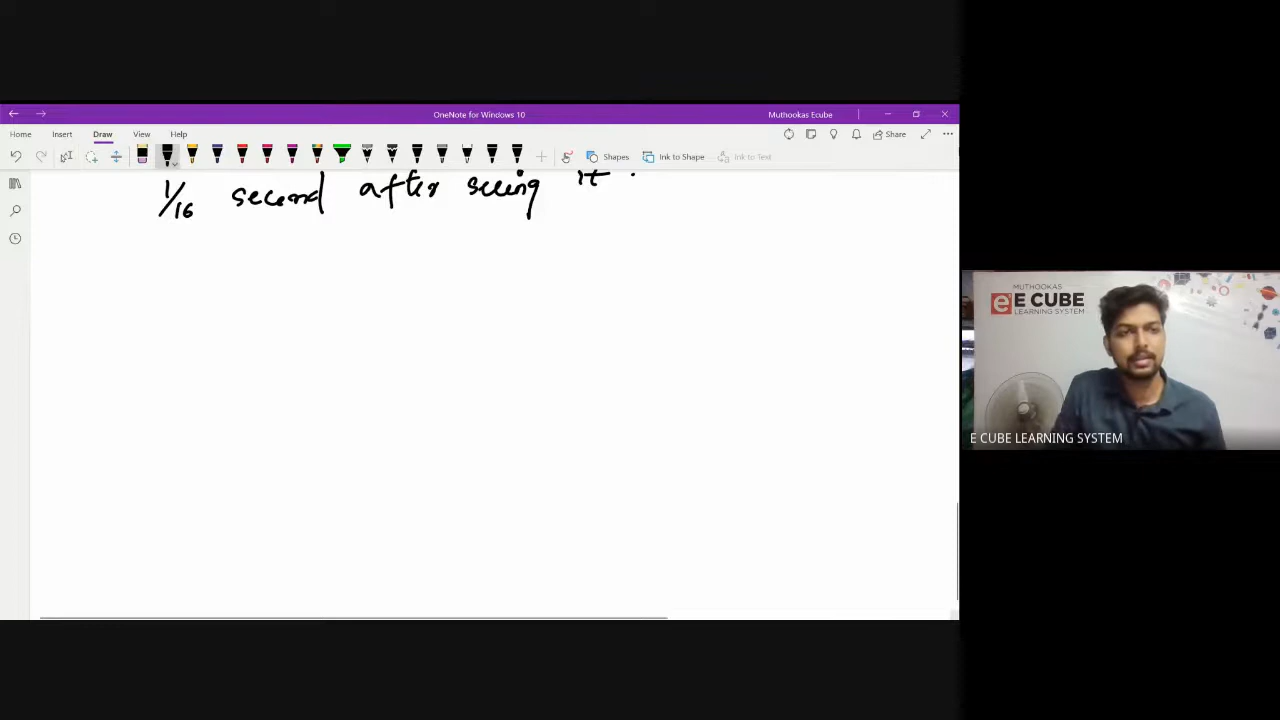 OneNote for Windows 10
Muthookas Ecube
Home Insert Draw View Help
Share
Shapes Ink to Shape Ink to Text
1/16 second after seeing it .
MUTHOOKAS
e E CUBE
LEARNING SYSTEM
E CUBE LEARNING SYSTEM